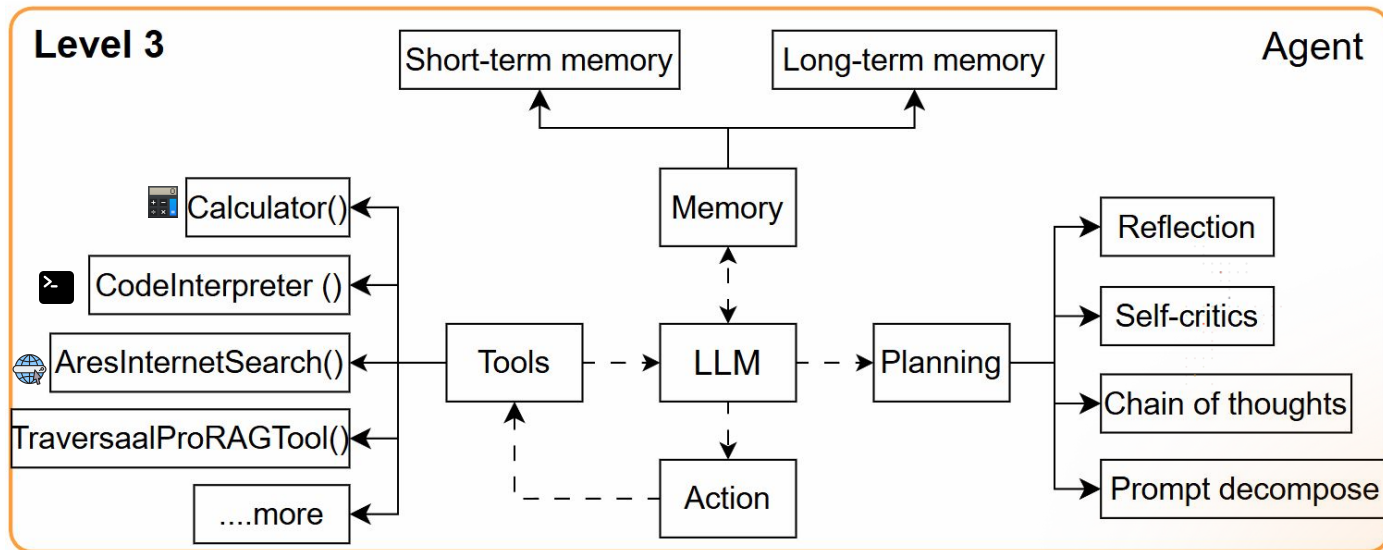 Level 3
Agent
Short-term memory
Long-term memory
Memory
Calculator()
CodeInterpreter ()
AresInternetSearch()
TraversaalProRAGTool()
....more
Tools
LLM
Action
Planning
Reflection
Self-critics
Chain of thoughts
Prompt decompose